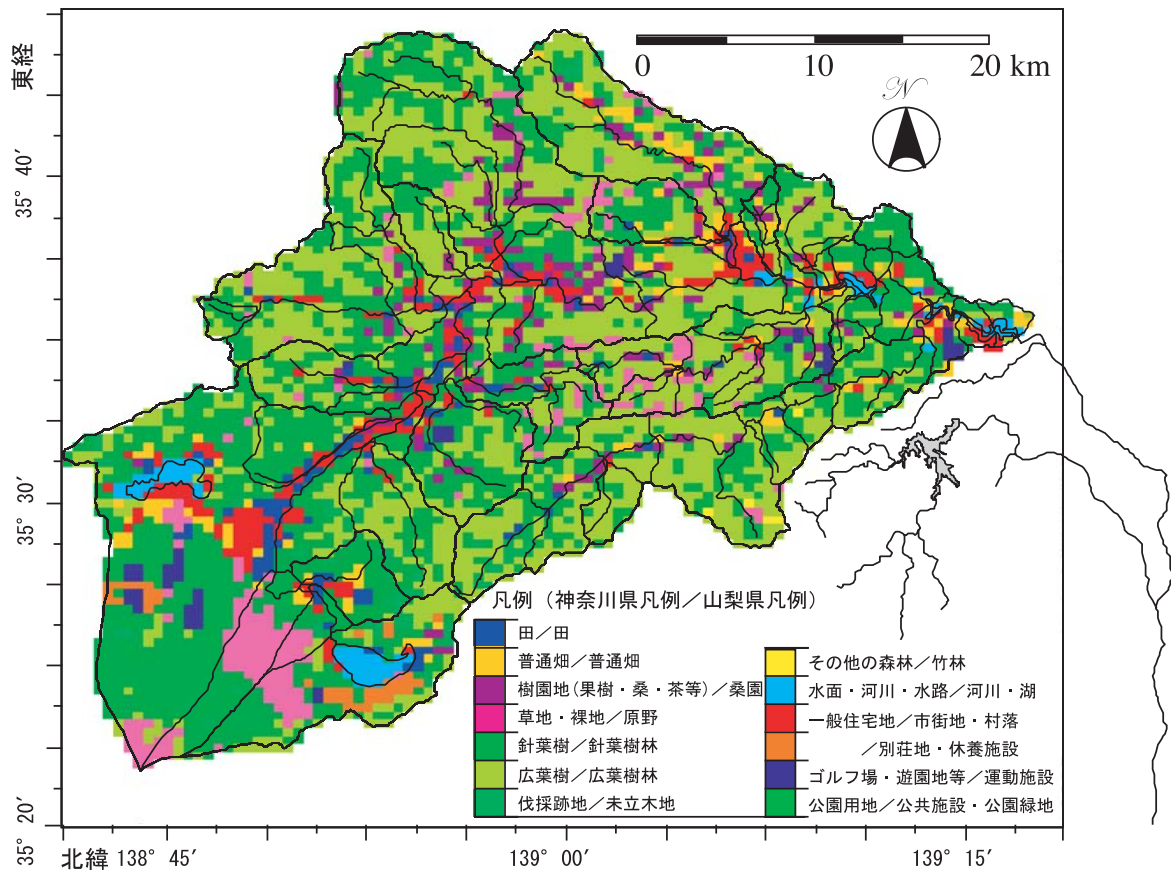 東経
0 10 20 km
N
35° 40′
35° 30′
35° 20′
凡例（神奈川県凡例／山梨県凡例）
田／田
普通畑／普通畑
樹園地(果樹・桑・茶等)／桑園
草地・裸地／原野
針葉樹／針葉樹林
広葉樹／広葉樹林
伐採跡地／未立木地
その他の森林／竹林
水面・河川・水路／河川・湖
一般住宅地／市街地・村落
／別荘地・休養施設
ゴルフ場・遊園地等／運動施設
公園用地／公共施設・公園緑地
北緯 138° 45′ 139° 00′ 139° 15′